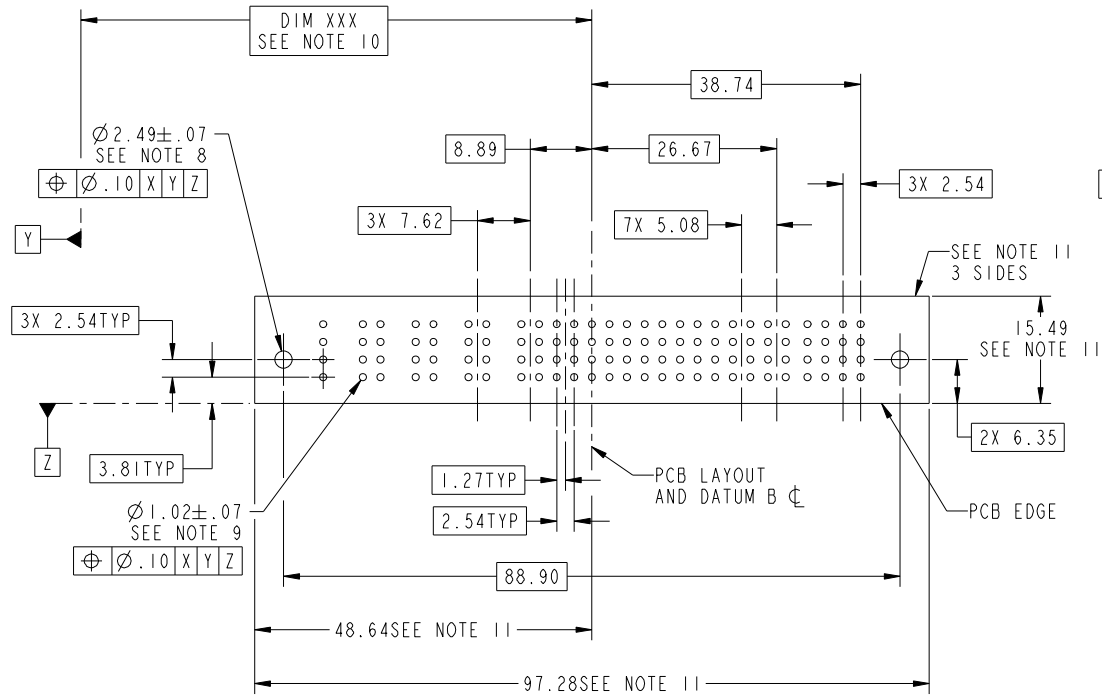 DIM XXX
SEE NOTE 10
38.74
Ø2.49±.07
SEE NOTE 8
⌖ Ø.10 X Y Z
8.89
26.67
3X 2.54
3X 7.62
7X 5.08
Y
SEE NOTE 11
3 SIDES
3X 2.54TYP
15.49
SEE NOTE 11
Z
3.81TYP
2X 6.35
1.27TYP
PCB LAYOUT
AND DATUM B ℄
Ø1.02±.07
SEE NOTE 9
⌖ Ø.10 X Y Z
2.54TYP
PCB EDGE
88.90
48.64SEE NOTE 11
97.28SEE NOTE 11